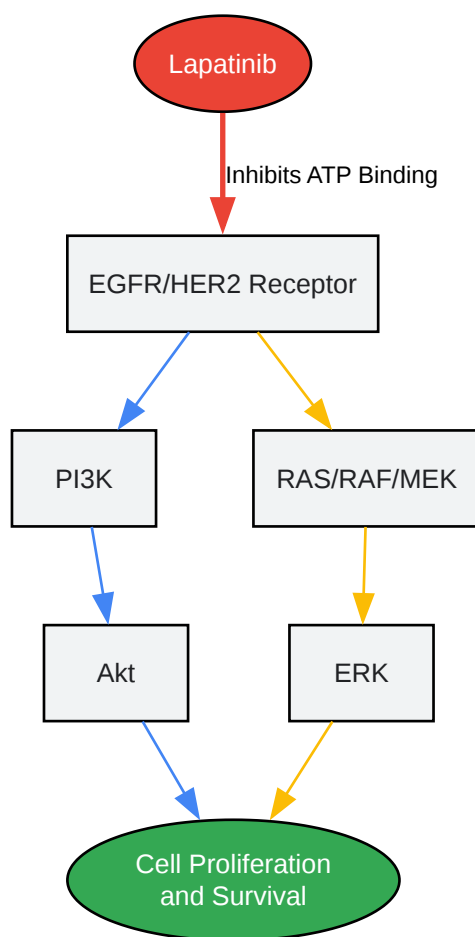 Lapatinib
Inhibits ATP Binding
EGFR/HER2 Receptor
PI3K
RAS/RAF/MEK
Akt
ERK
Cell Proliferation
and Survival